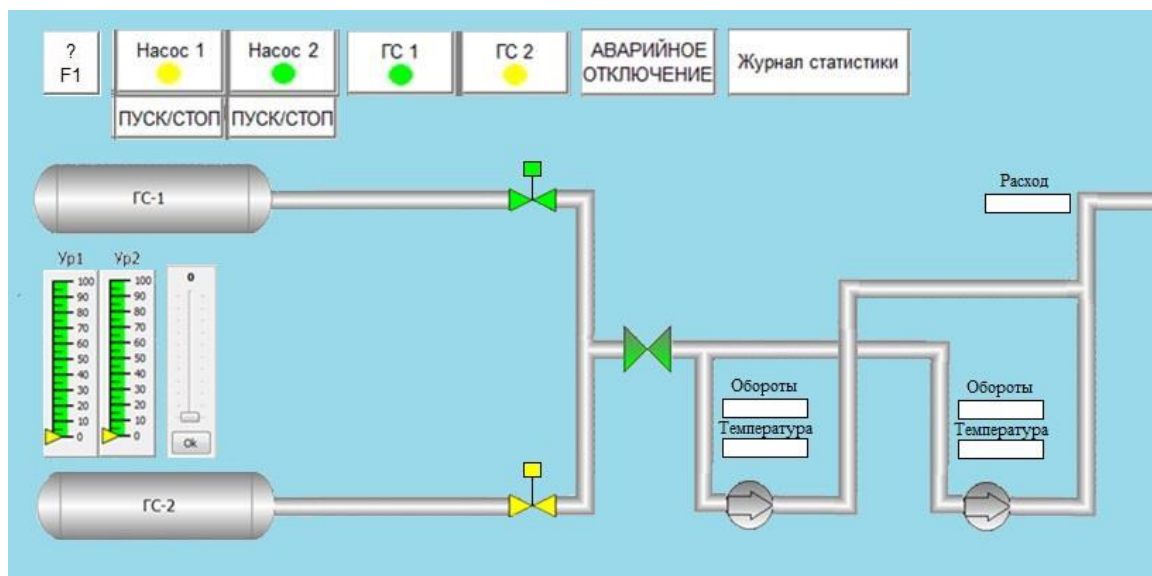 ?
F1
Насос 1
Насос 2
ГС 1
ГС 2
АВАРИЙНОЕ
ОТКЛЮЧЕНИЕ
Журнал статистики
ПУСК/СТОП
ПУСК/СТОП
ГС-1
Расход
Ур1
Ур2
0
100
90
80
70
60
50
40
30
20
10
0
100
90
80
70
60
50
40
30
20
10
0
Ok
Обороты
Температура
Обороты
Температура
ГС-2